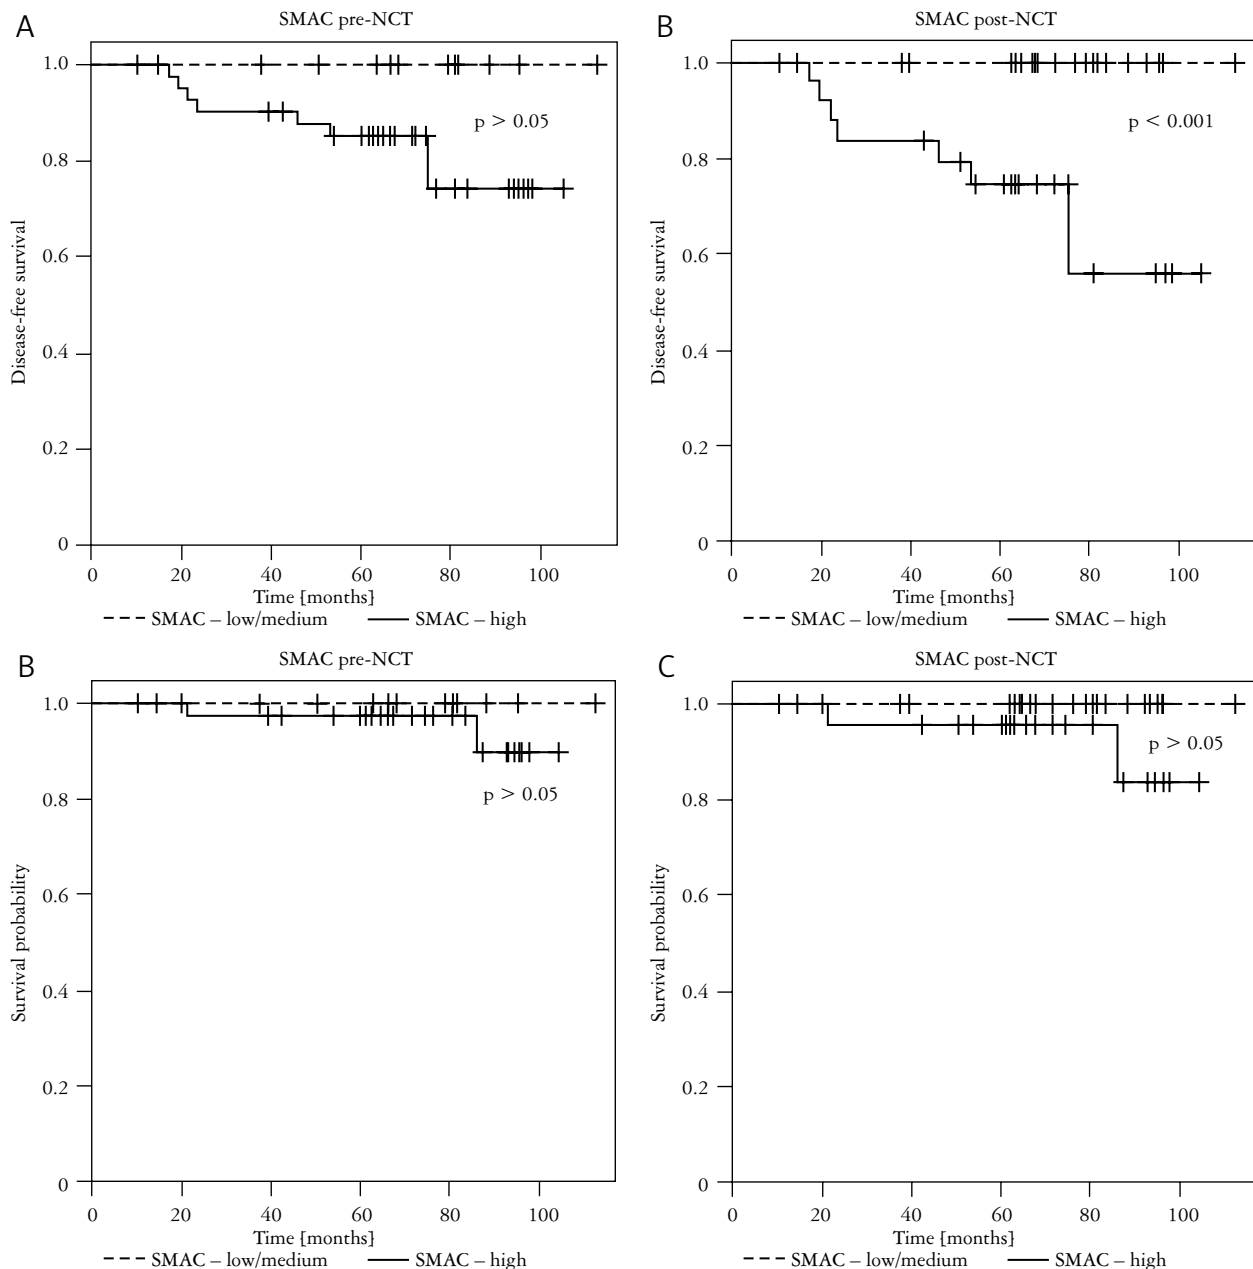 A
SMAC pre-NCT
Disease-free survival
1.0
0.8
0.6
0.4
0.2
0
p > 0.05
0 20 40 60 80 100
Time [months]
SMAC – low/medium SMAC – high
B
SMAC post-NCT
Disease-free survival
1.0
0.8
0.6
0.4
0.2
0
p < 0.001
0 20 40 60 80 100
Time [months]
SMAC – low/medium SMAC – high
B
SMAC pre-NCT
Survival probability
1.0
0.8
0.6
0.4
0.2
0
p > 0.05
0 20 40 60 80 100
Time [months]
SMAC – low/medium SMAC – high
C
SMAC post-NCT
Survival probability
1.0
0.8
0.6
0.4
0.2
0
p > 0.05
0 20 40 60 80 100
Time [months]
SMAC – low/medium SMAC – high